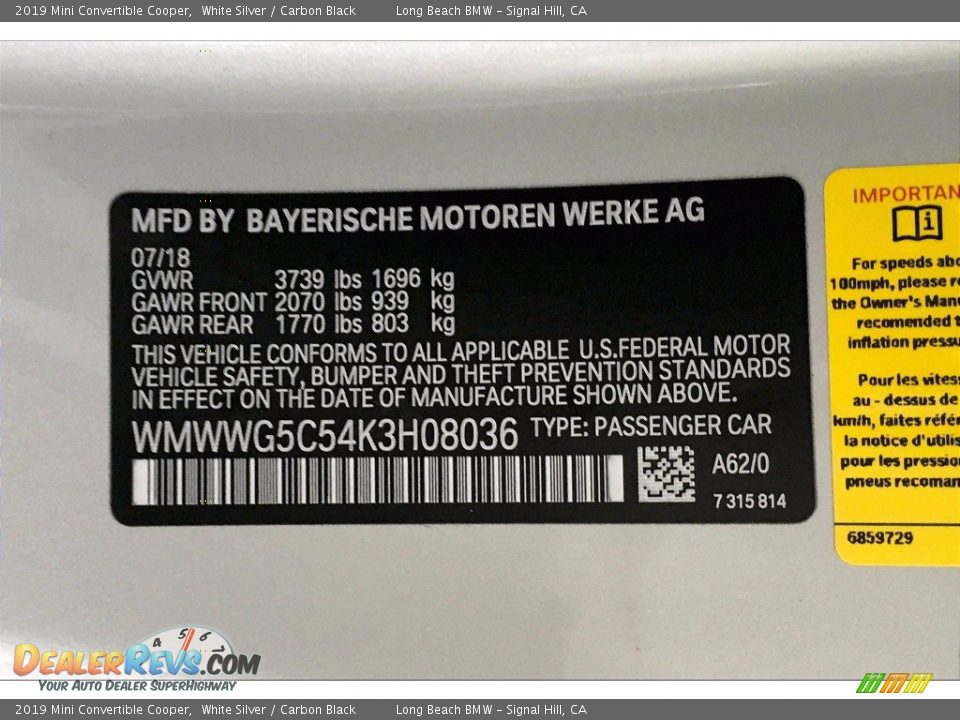 2019 Mini Convertible Cooper, White Silver / Carbon Black Long Beach BMW - Signal Hill, CA
MFD BY BAYERISCHE MOTOREN WERKE AG
07/18
GVWR 3739 lbs 1696 kg
GAWR FRONT 2070 lbs 939 kg
GAWR REAR 1770 lbs 803 kg
THIS VEHICLE CONFORMS TO ALL APPLICABLE U.S.FEDERAL MOTOR
VEHICLE SAFETY, BUMPER AND THEFT PREVENTION STANDARDS
IN EFFECT ON THE DATE OF MANUFACTURE SHOWN ABOVE.
WMWWG5C54K3H08036 TYPE: PASSENGER CAR
A62/0
7 315 814
IMPORTAN
For speeds abo
100mph, please re
the Owner's Manu
recomended t
inflation pressu
Pour les vitess
au - dessus de
km/h, faites référ
la notice d'utilis
pour les pression
pneus recoman
6859729
4 5 6 7
DEALERREVS.COM
YOUR AUTO DEALER SUPERHIGHWAY
2019 Mini Convertible Cooper, White Silver / Carbon Black Long Beach BMW - Signal Hill, CA